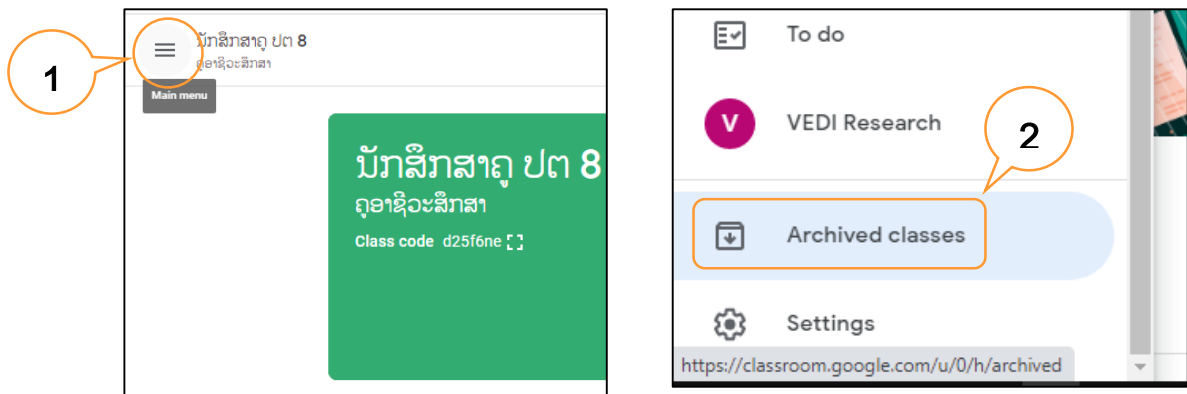 1
ນັກສຶກສາຄູ ປຕ 8
ຄູອາຊີວະສຶກສາ
Main menu
ນັກສຶກສາຄູ ປຕ 8
ຄູອາຊີວະສຶກສາ
Class code d25f6ne
To do
V VEDI Research
2
Archived classes
Settings
https://classroom.google.com/u/0/h/archived